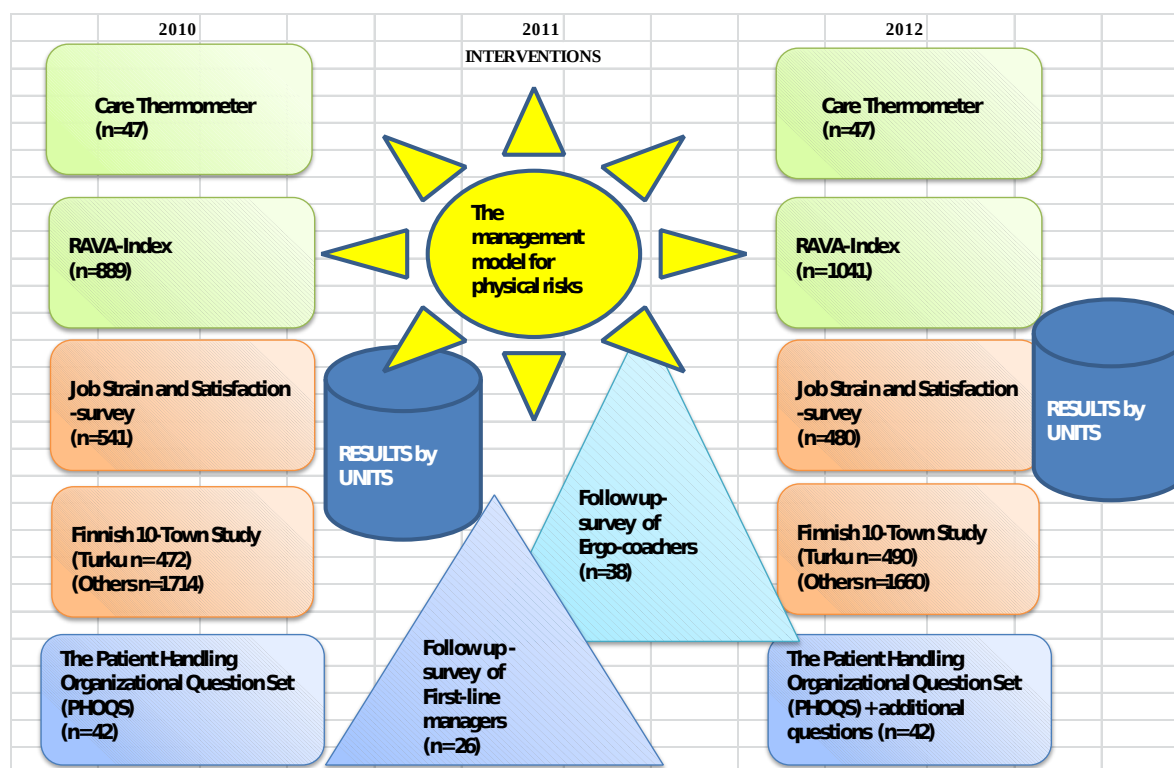 2010
Care Thermometer
(n=47)
RAVA-Index
(n=889)
Job Strain and Satisfaction
-survey
(n=541)
Finnish 10-Town Study
(Turku n= 472)
(Others n=1714)
The Patient Handling
Organizational Question Set
(PHOQS)
(n= 42)
RESULTS by
UNITS
2011
INTERVENTIONS
The
management
model for
physical risks
Follow up-
survey of
Ergo-coachers
(n=38)
Follow up -
survey of
First-line
managers
(n= 26)
2012
Care Thermometer
(n=47)
RAVA-Index
(n=1041)
Job Strain and Satisfaction
-survey
(n=480)
Finnish 10-Town Study
(Turku n= 490)
(Others n=1660)
The Patient Handling
Organizational Question Set
(PHOQS) + additional
questions (n= 42)
RESULTS by
UNITS